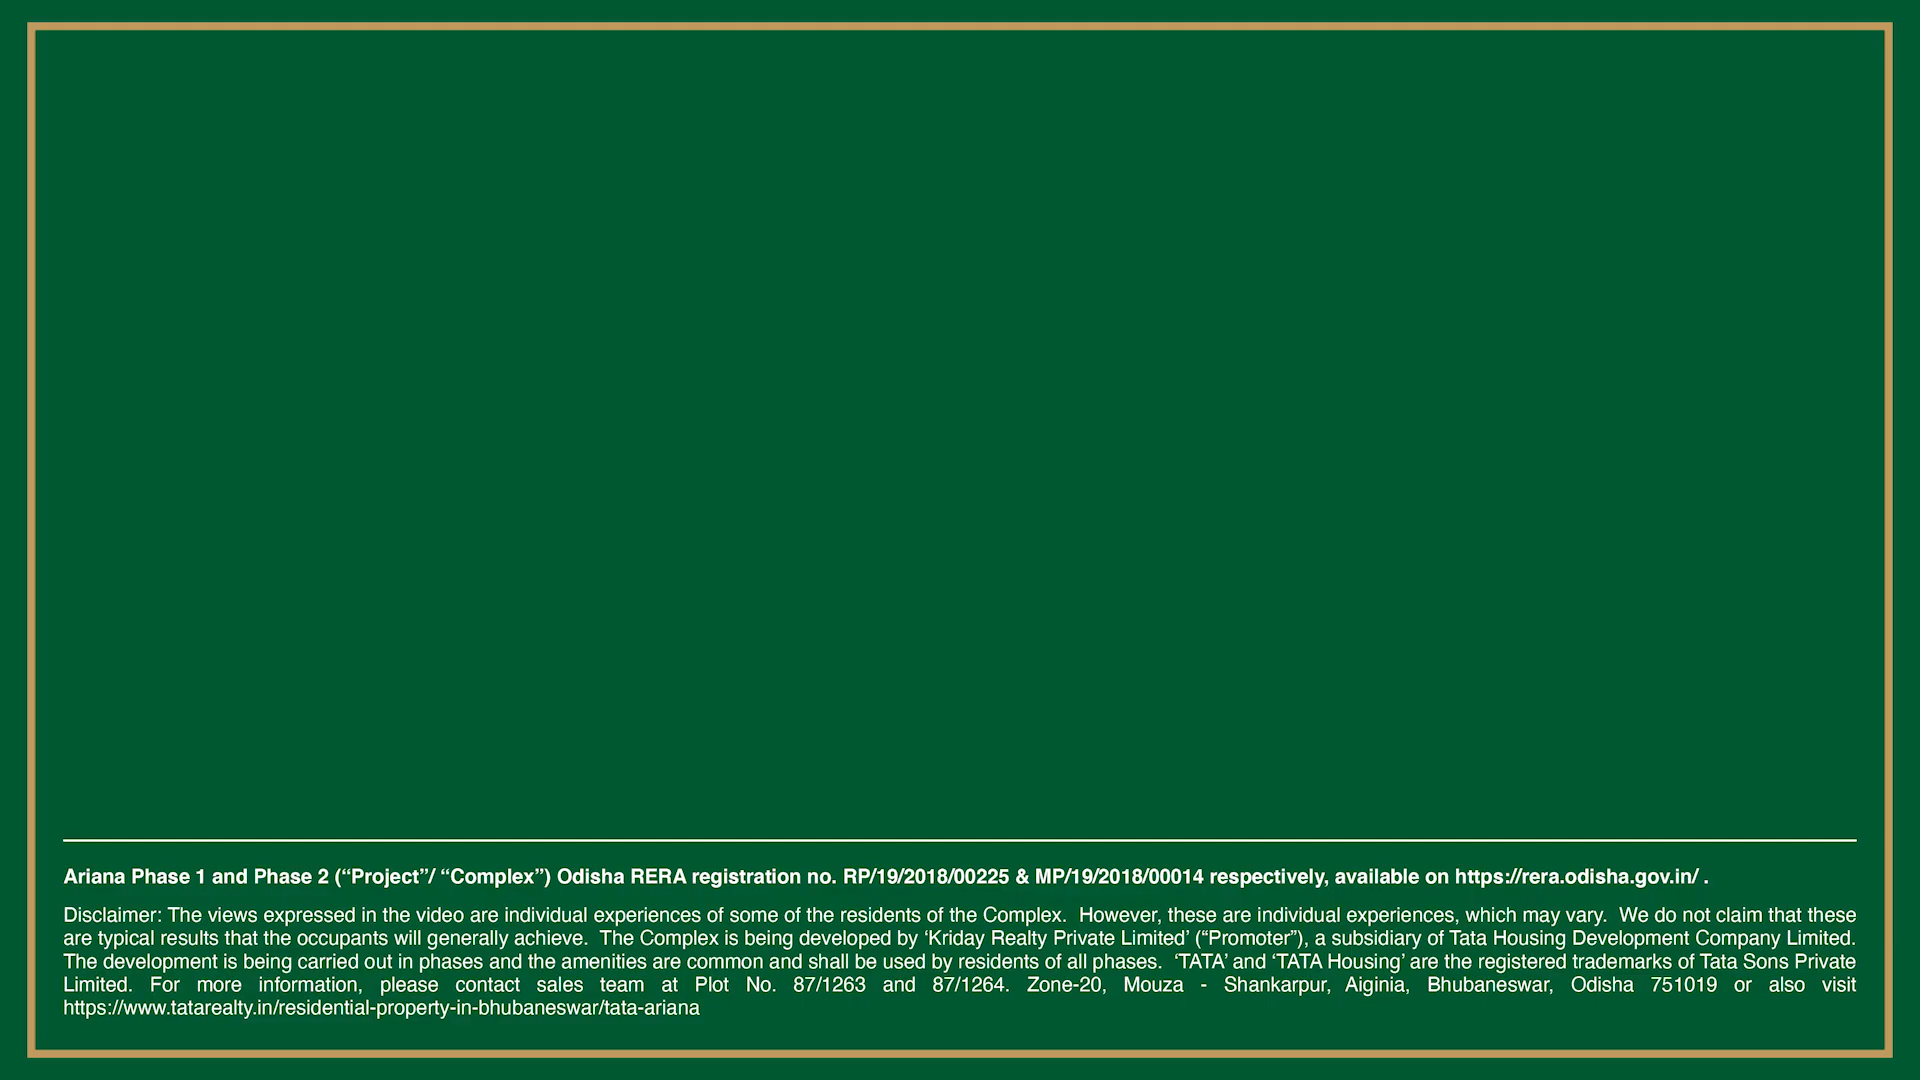 Ariana Phase 1 and Phase 2 (“Project”/ “Complex”) Odisha RERA registration no. RP/19/2018/00225 & MP/19/2018/00014 respectively, available on https://rera.odisha.gov.in/ .
Disclaimer: The views expressed in the video are individual experiences of some of the residents of the Complex.  However, these are individual experiences, which may vary.  We do not claim that these
are typical results that the occupants will generally achieve.  The Complex is being developed by ‘Kriday Realty Private Limited’ (“Promoter”), a subsidiary of Tata Housing Development Company Limited.
The development is being carried out in phases and the amenities are common and shall be used by residents of all phases.  ‘TATA’ and ‘TATA Housing’ are the registered trademarks of Tata Sons Private
Limited. For more information, please contact sales team at Plot No. 87/1263 and 87/1264. Zone-20, Mouza - Shankarpur, Aiginia, Bhubaneswar, Odisha 751019 or also visit
https://www.tatarealty.in/residential-property-in-bhubaneswar/tata-ariana